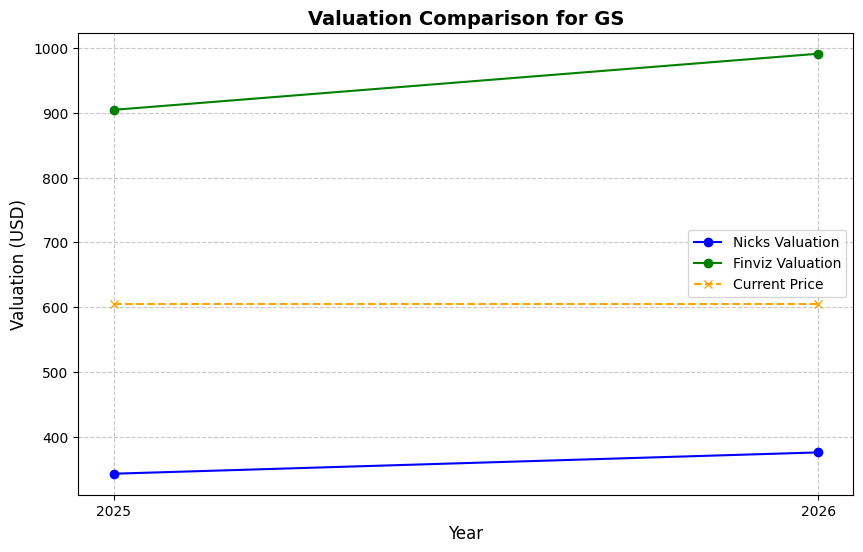 Valuation Comparison for GS
Valuation (USD)
1000
900
800
700
600
500
400
Nicks Valuation
Finviz Valuation
Current Price
2025
2026
Year